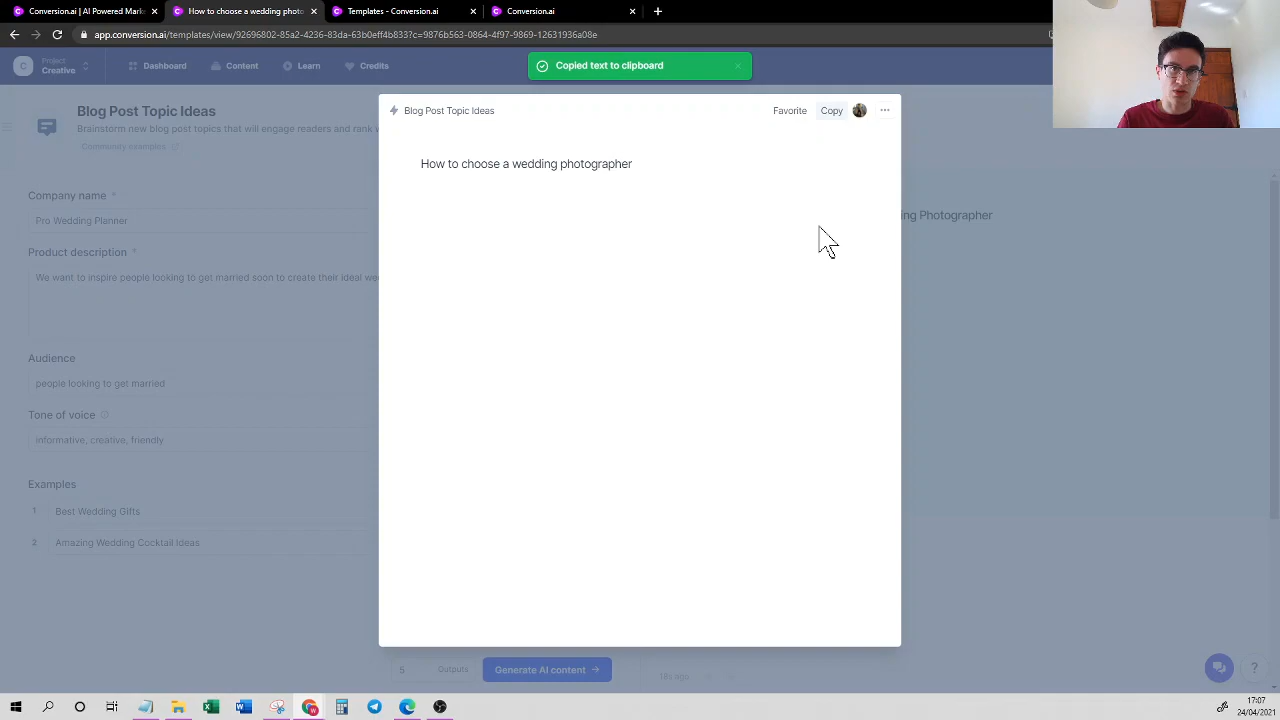 Conversion.ai | AI Powered Mark
How to choose a wedding photo
Templates - Conversion.ai
Conversion.ai
app.conversion.ai/templates/view/92696802-85a2-4236-83da-63b0eff4b833?c=9876b563-0864-4f97-9869-12631936a08e
Project
Creative
C
Dashboard
Content
Learn
Credits
Copied text to clipboard
Blog Post Topic Ideas
Brainstorm new blog post topics that will engage readers and rank
Community examples
Company name *
Pro Wedding Planner
Product description *
We want to inspire people looking to get married soon to create their ideal
Audience
people looking to get married
Tone of voice
informative, creative, friendly
Examples
1 Best Wedding Gifts
2 Amazing Wedding Cocktail Ideas
Blog Post Topic Ideas
Favorite
Copy
How to choose a wedding photographer
ing Photographer
5 Outputs
Generate AI content
?
17:07
24/04/2021